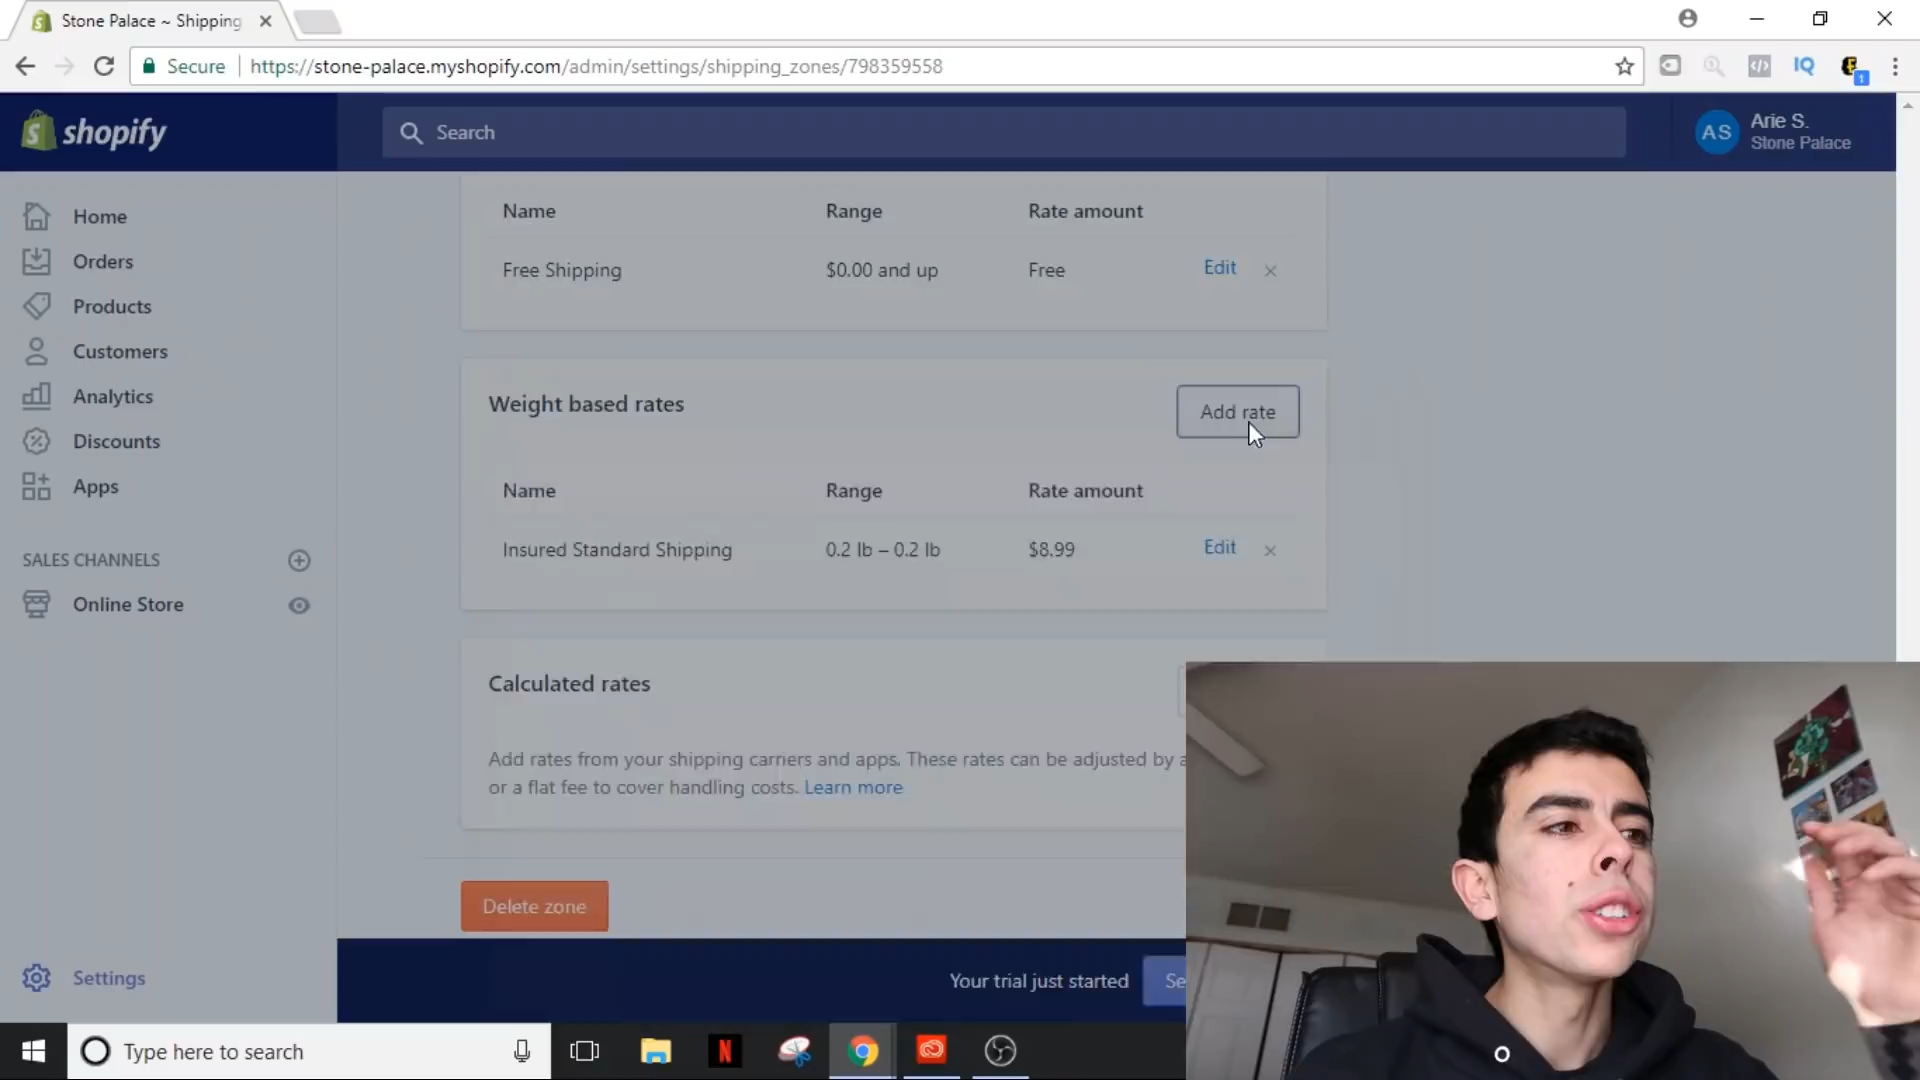 Stone Palace ~ Shipping
Secure
https://stone-palace.myshopify.com/admin/settings/shipping_zones/798359558
IQ
1
shopify
Search
AS
Arie S.
Stone Palace
Home
Orders
Products
Customers
Analytics
Discounts
Apps
SALES CHANNELS
Online Store
Settings
Name Range Rate amount
Free Shipping $0.00 and up Free Edit
Weight based rates
Add rate
Name Range Rate amount
Insured Standard Shipping 0.2 lb – 0.2 lb $8.99 Edit
Calculated rates
Add rates from your shipping carriers and apps. These rates can be adjusted by
or a flat fee to cover handling costs. Learn more
Delete zone
Your trial just started
Type here to search